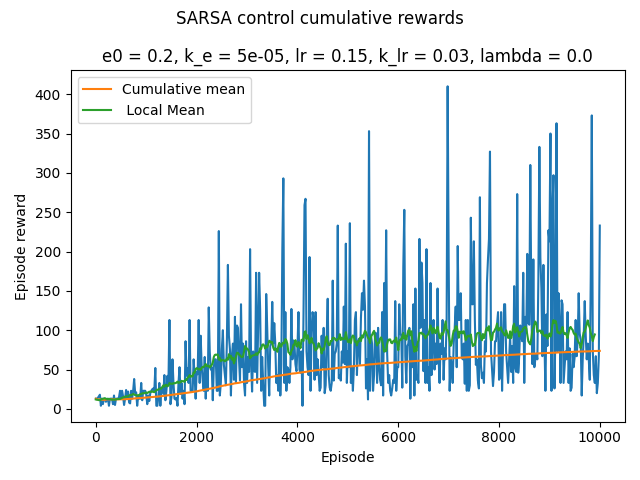 SARSA control cumulative rewards
e0 = 0.2, k_e = 5e-05, lr = 0.15, k_lr = 0.03, lambda = 0.0
Cumulative mean
Local Mean
Episode reward
400
350
300
250
200
150
100
50
0
0 2000 4000 6000 8000 10000
Episode